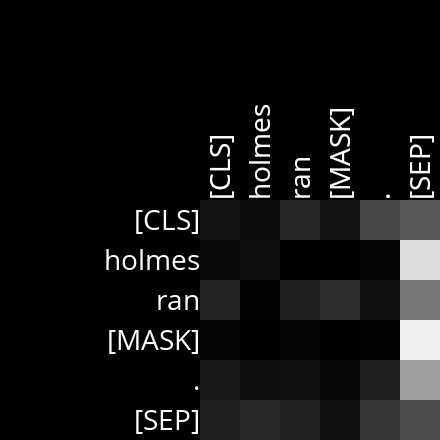 [CLS] holmes ran [MASK] . [SEP]
[CLS]
holmes
ran
[MASK]
.
[SEP]